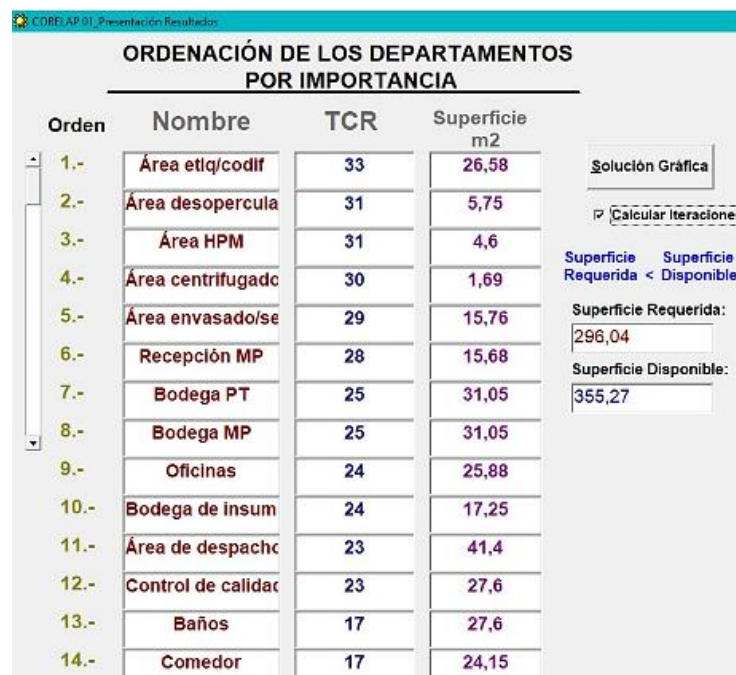 CORELAP 01_Presentación Resultados
ORDENACIÓN DE LOS DEPARTAMENTOS
POR IMPORTANCIA
Orden Nombre TCR Superficie m2
1.- Área etiq/codif 33 26,58
2.- Área desopercula 31 5,75
3.- Área HPM 31 4,6
4.- Área centrifugado 30 1,69
5.- Área envasado/se 29 15,76
6.- Recepción MP 28 15,68
7.- Bodega PT 25 31,05
8.- Bodega MP 25 31,05
9.- Oficinas 24 25,88
10.- Bodega de insum 24 17,25
11.- Área de despacho 23 41,4
12.- Control de calidad 23 27,6
13.- Baños 17 27,6
14.- Comedor 17 24,15
Solución Gráfica
Calcular Iteracione
Superficie Superficie
Requerida < Disponible
Superficie Requerida:
296,04
Superficie Disponible:
355,27